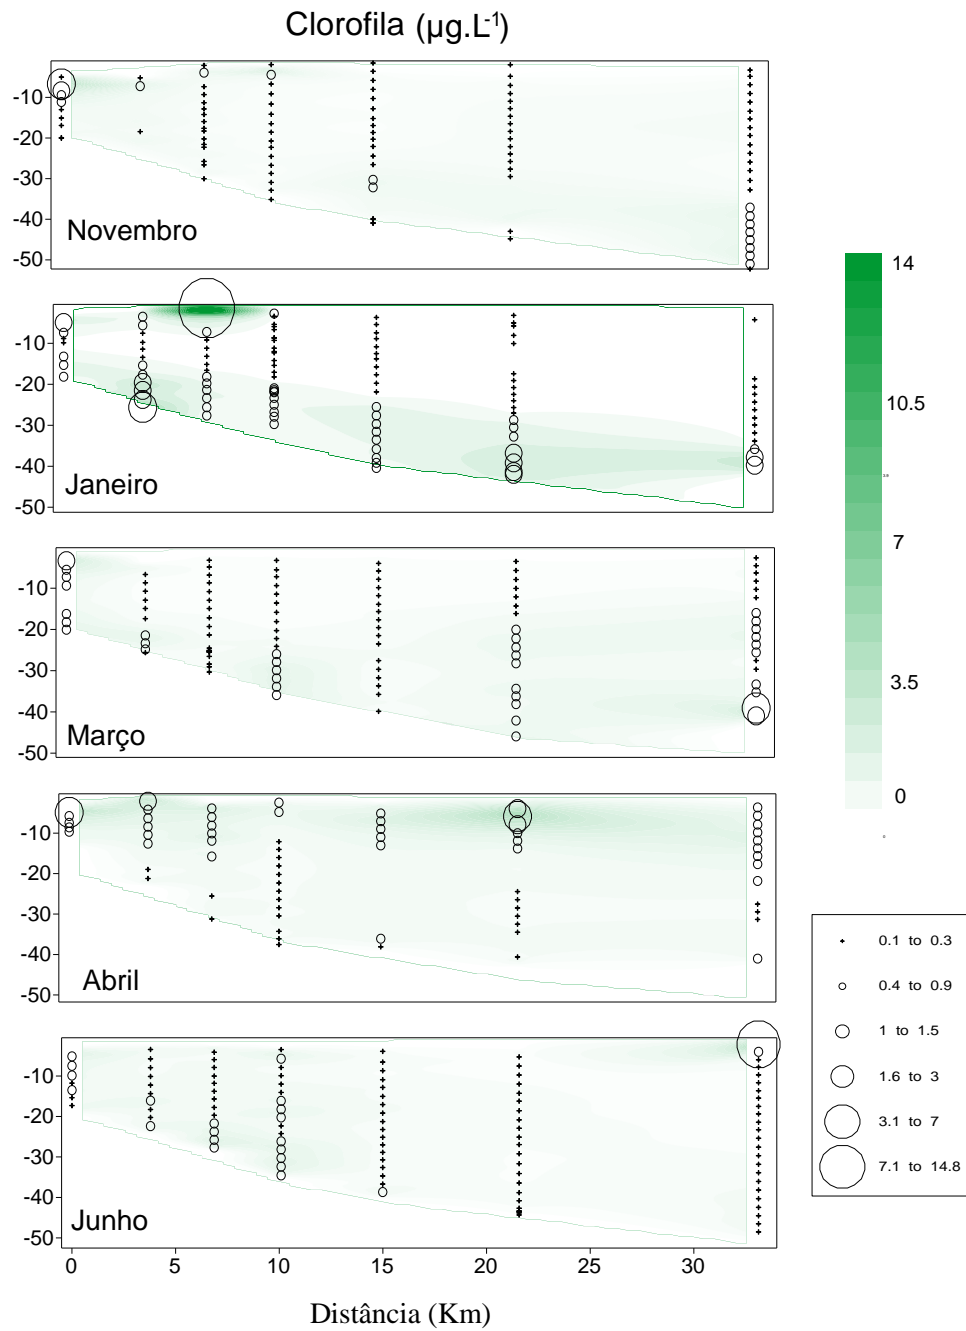 Clorofila (µg.L⁻¹)
-10
-20
-30
-40
-50
Novembro
-10
-20
-30
-40
-50
Janeiro
-10
-20
-30
-40
-50
Março
-10
-20
-30
-40
-50
Abril
-10
-20
-30
-40
-50
Junho
0 5 10 15 20 25 30
Distância (Km)
14
10.5
7
3.5
0
0.1 to 0.3
0.4 to 0.9
1 to 1.5
1.6 to 3
3.1 to 7
7.1 to 14.8